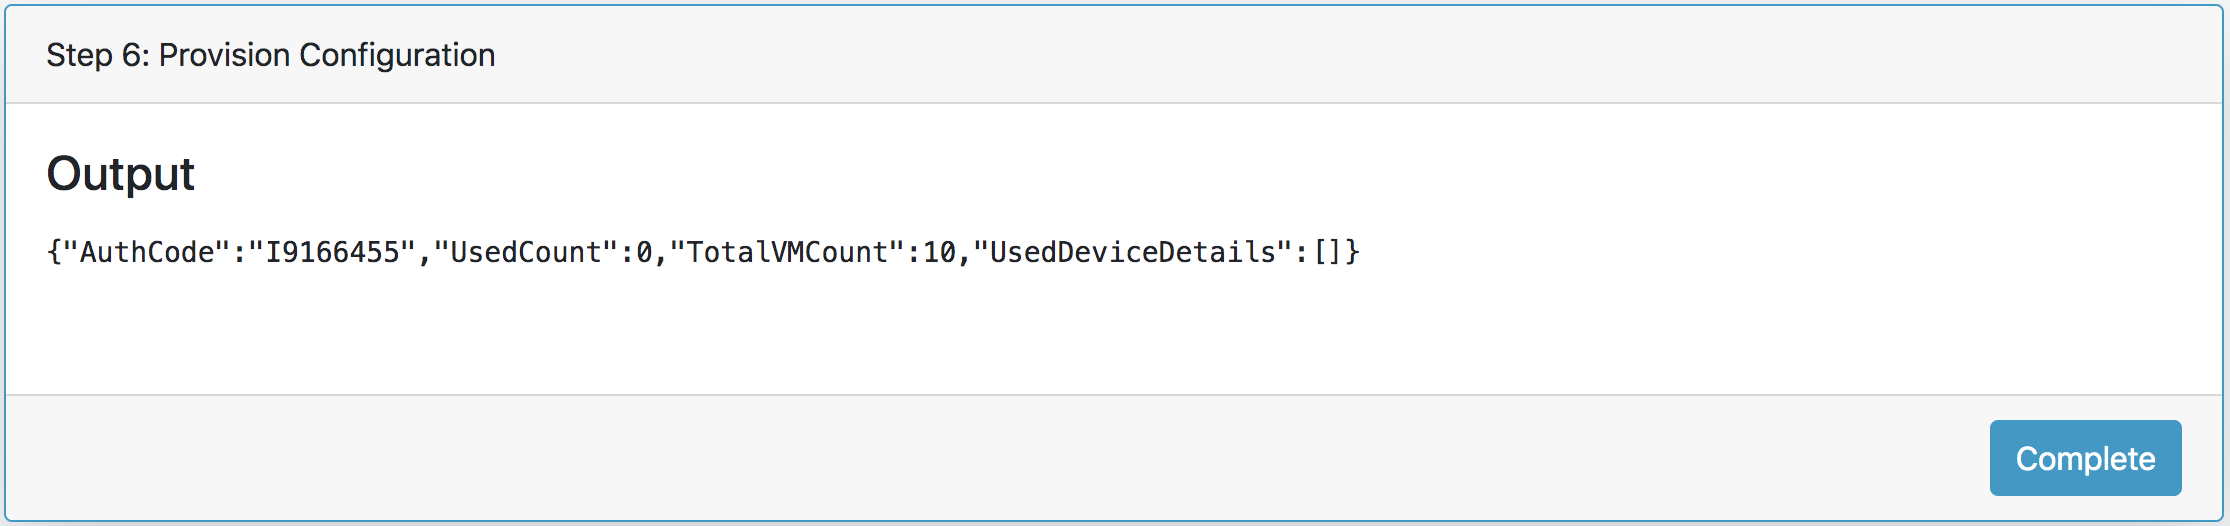 Step 6: Provision Configuration
Output
{"AuthCode":"I9166455","UsedCount":0,"TotalVMCount":10,"UsedDeviceDetails":[]}
Complete